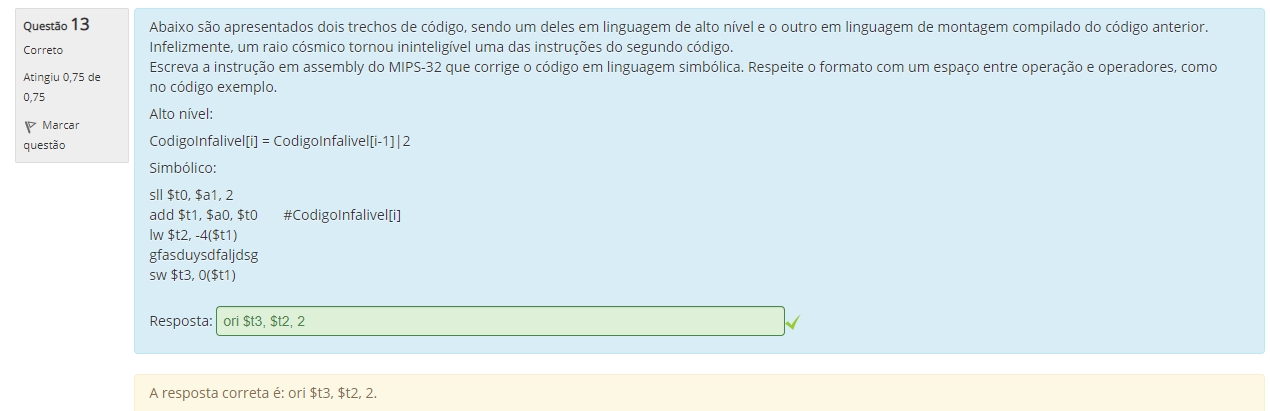 Questão 13
Correto
Atingiu 0,75 de
0,75
Marcar
questão
Abaixo são apresentados dois trechos de código, sendo um deles em linguagem de alto nível e o outro em linguagem de montagem compilado do código anterior.
Infelizmente, um raio cósmico tornou ininteligível uma das instruções do segundo código.
Escreva a instrução em assembly do MIPS-32 que corrige o código em linguagem simbólica. Respeite o formato com um espaço entre operação e operadores, como
no código exemplo.
Alto nível:
CodigoInfalivel[i] = CodigoInfalivel[i-1]|2
Simbólico:
sll $t0, $a1, 2
add $t1, $a0, $t0 #CodigoInfalivel[i]
lw $t2, -4($t1)
gfasduysdfaljdsg
sw $t3, 0($t1)
Resposta: ori $t3, $t2, 2
A resposta correta é: ori $t3, $t2, 2.